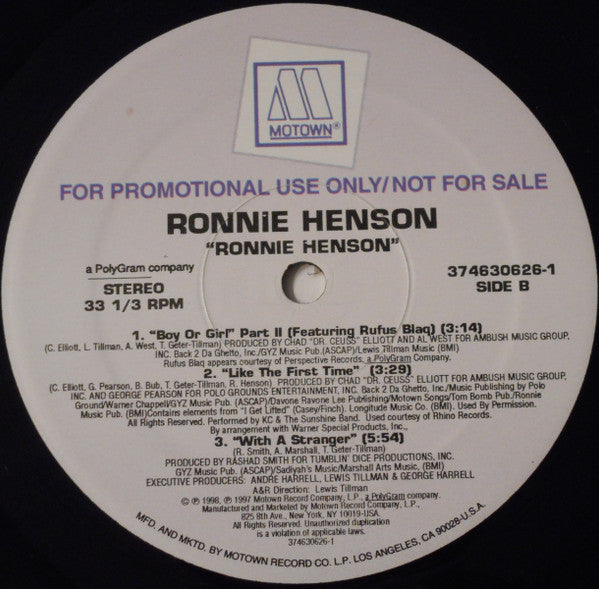 MOTOWN®
FOR PROMOTIONAL USE ONLY/NOT FOR SALE
RONNiE HENSON
"RONNIE HENSON"
a PolyGram company
STEREO
33 1/3 RPM
374630626-1
SIDE B
1. "Boy Or Girl" Part II (Featuring Rufus Blaq) (3:14)
(C. Elliott, L. Tillman, A. West, T. Geter-Tillman) PRODUCED BY CHAD "DR. CEUSS" ELLIOTT AND AL WEST FOR AMBUSH MUSIC GROUP,
INC. Back 2 Da Ghetto, Inc./GYZ Music Pub.(ASCAP)/Lewis Tillman Music (BMI)
Rufus Blaq appears courtesy of Perspective Records, a PolyGram Company.
2. "Like The First Time" (3:29)
(C. Elliott, G. Pearson, B. Bub, T. Geter-Tillman, R. Henson) PRODUCED BY CHAD "DR. CEUSS" ELLIOTT FOR AMBUSH MUSIC GROUP,
INC. AND GEORGE PEARSON FOR POLO GROUNDS ENTERTAINMENT, INC. Back 2 Da Ghetto, Inc/Music Publishing by Polo
Ground/Warner Chappell/GYZ Music Pub. (ASCAP)/Davone Ravone Lee Publishing/Motown Songs/Tom Bomb Pub./Ronnie
Music Pub. (BMI)Contains elements from "I Get Lifted" (Casey/Finch). Longitude Music Co. (BMI). Used By Permission.
All Rights Reserved. Performed by KC & The Sunshine Band. Used courtesy of Rhino Records.
By arrangement with Warner Special Products, Inc.,
3. "With A Stranger" (5:54)
(R. Smith, A. Marshall, T. Geter-Tillman)
PRODUCED BY RASHAD SMITH FOR TUMBLIN' DICE PRODUCTIONS, INC.
GYZ Music Pub. (ASCAP)/Sadiyah's Music/Marshall Arts Music, (BMI)
EXECUTIVE PRODUCERS: ANDRE HARRELL, LEWIS TILLMAN & GEORGE HARRELL
A&R Direction: Lewis Tillman
© ℗ 1998, ℗ 1997 Motown Record Company, L.P., a PolyGram company.
Manufactured and Marketed by Motown Record Company, L.P.,
825 8th Ave., New York, NY 10019-USA.
All Rights Reserved. Unauthorized duplication
is a violation of applicable laws.
374630626-1
MFD. AND MKTD. BY MOTOWN RECORD CO. L.P. LOS ANGELES, CA 90028-U.S.A.